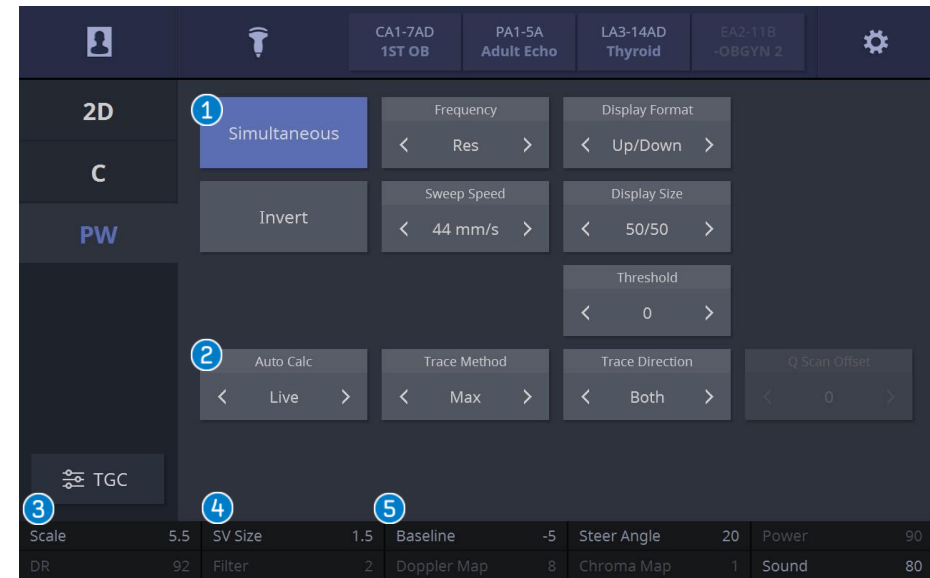 CA1-7AD PA1-5A LA3-14AD EA2-11B
1ST OB Adult Echo Thyroid -OBGYN 2
2D
C
PW
TGC
1
Simultaneous
Frequency
Res
Display Format
Up/Down
Invert
Sweep Speed
44 mm/s
Display Size
50/50
Threshold
0
2
Auto Calc
Live
Trace Method
Max
Trace Direction
Both
Q Scan Offset
0
3 4 5
Scale 5.5 SV Size 1.5 Baseline -5 Steer Angle 20 Power 90
DR 92 Filter 2 Doppler Map 8 Chroma Map 1 Sound 80